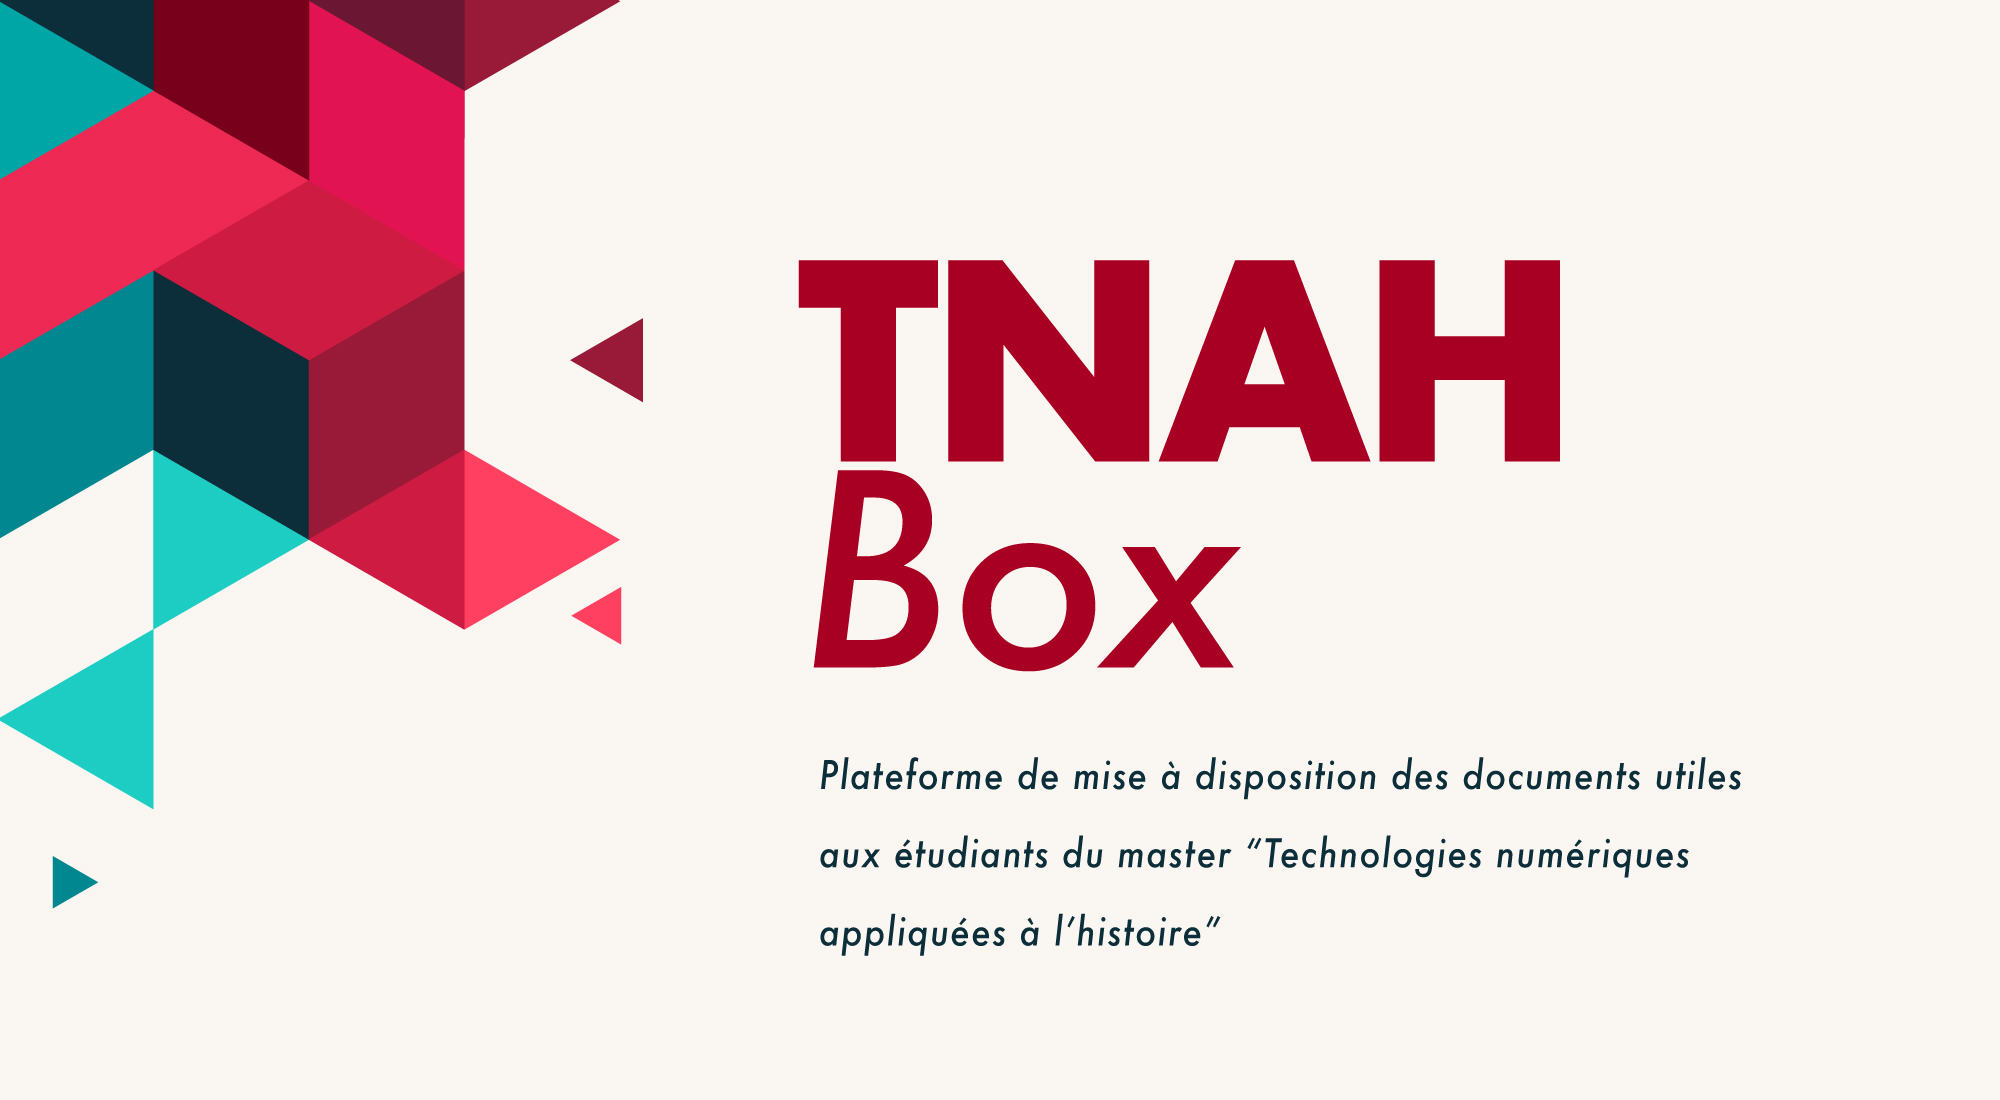 TNAH
Box
Plateforme de mise à disposition des documents utiles
aux étudiants du master “Technologies numériques
appliquées à l’histoire”